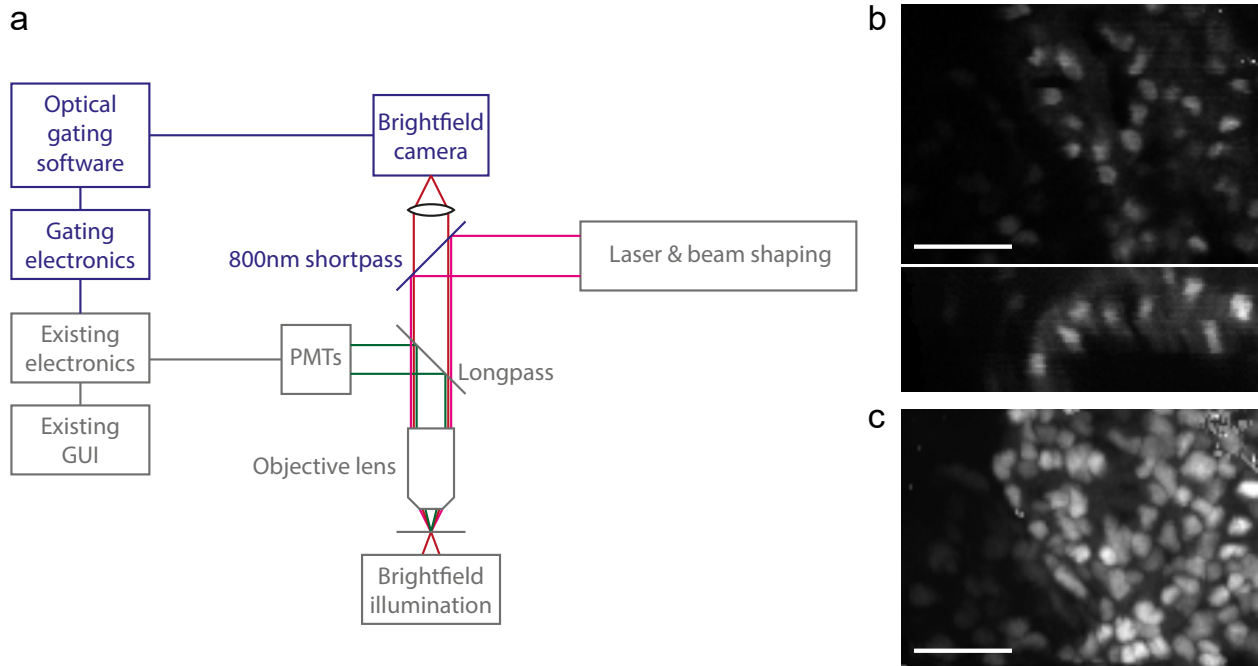 a
Optical
gating
software
Brightfield
camera
Gating
electronics
800nm shortpass
Laser & beam shaping
Existing
electronics
PMTs
Longpass
Existing
GUI
Objective lens
Brightfield
illumination
b
c